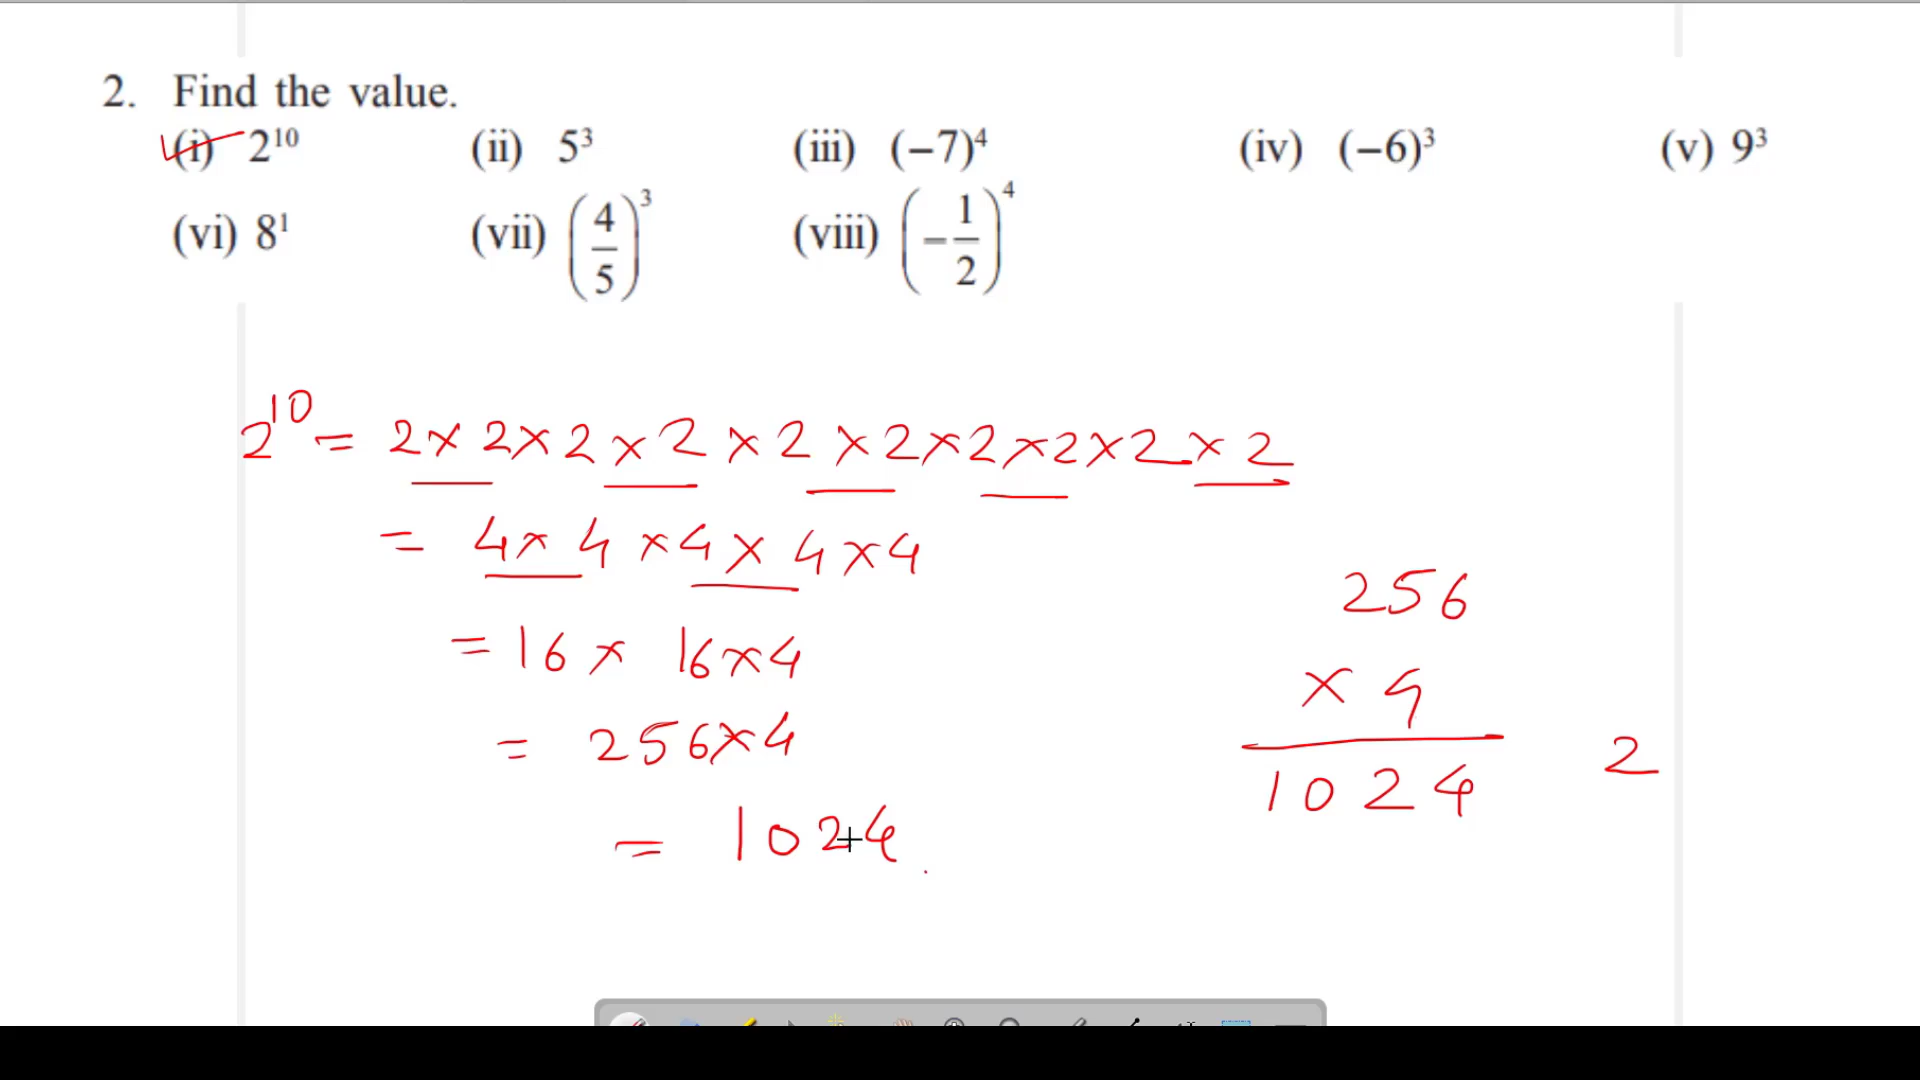 2. Find the value.
(i) 2¹⁰ (ii) 5³ (iii) (−7)⁴ (iv) (−6)³ (v) 9³
(vi) 8¹ (vii) (4/5)³ (viii) (−1/2)⁴
2¹⁰ = 2 × 2 × 2 × 2 × 2 × 2 × 2 × 2 × 2 × 2
= 4 × 4 × 4 × 4 × 4
= 16 × 16 × 4
= 256 × 4
= 1024.
256
× 4
1024
2